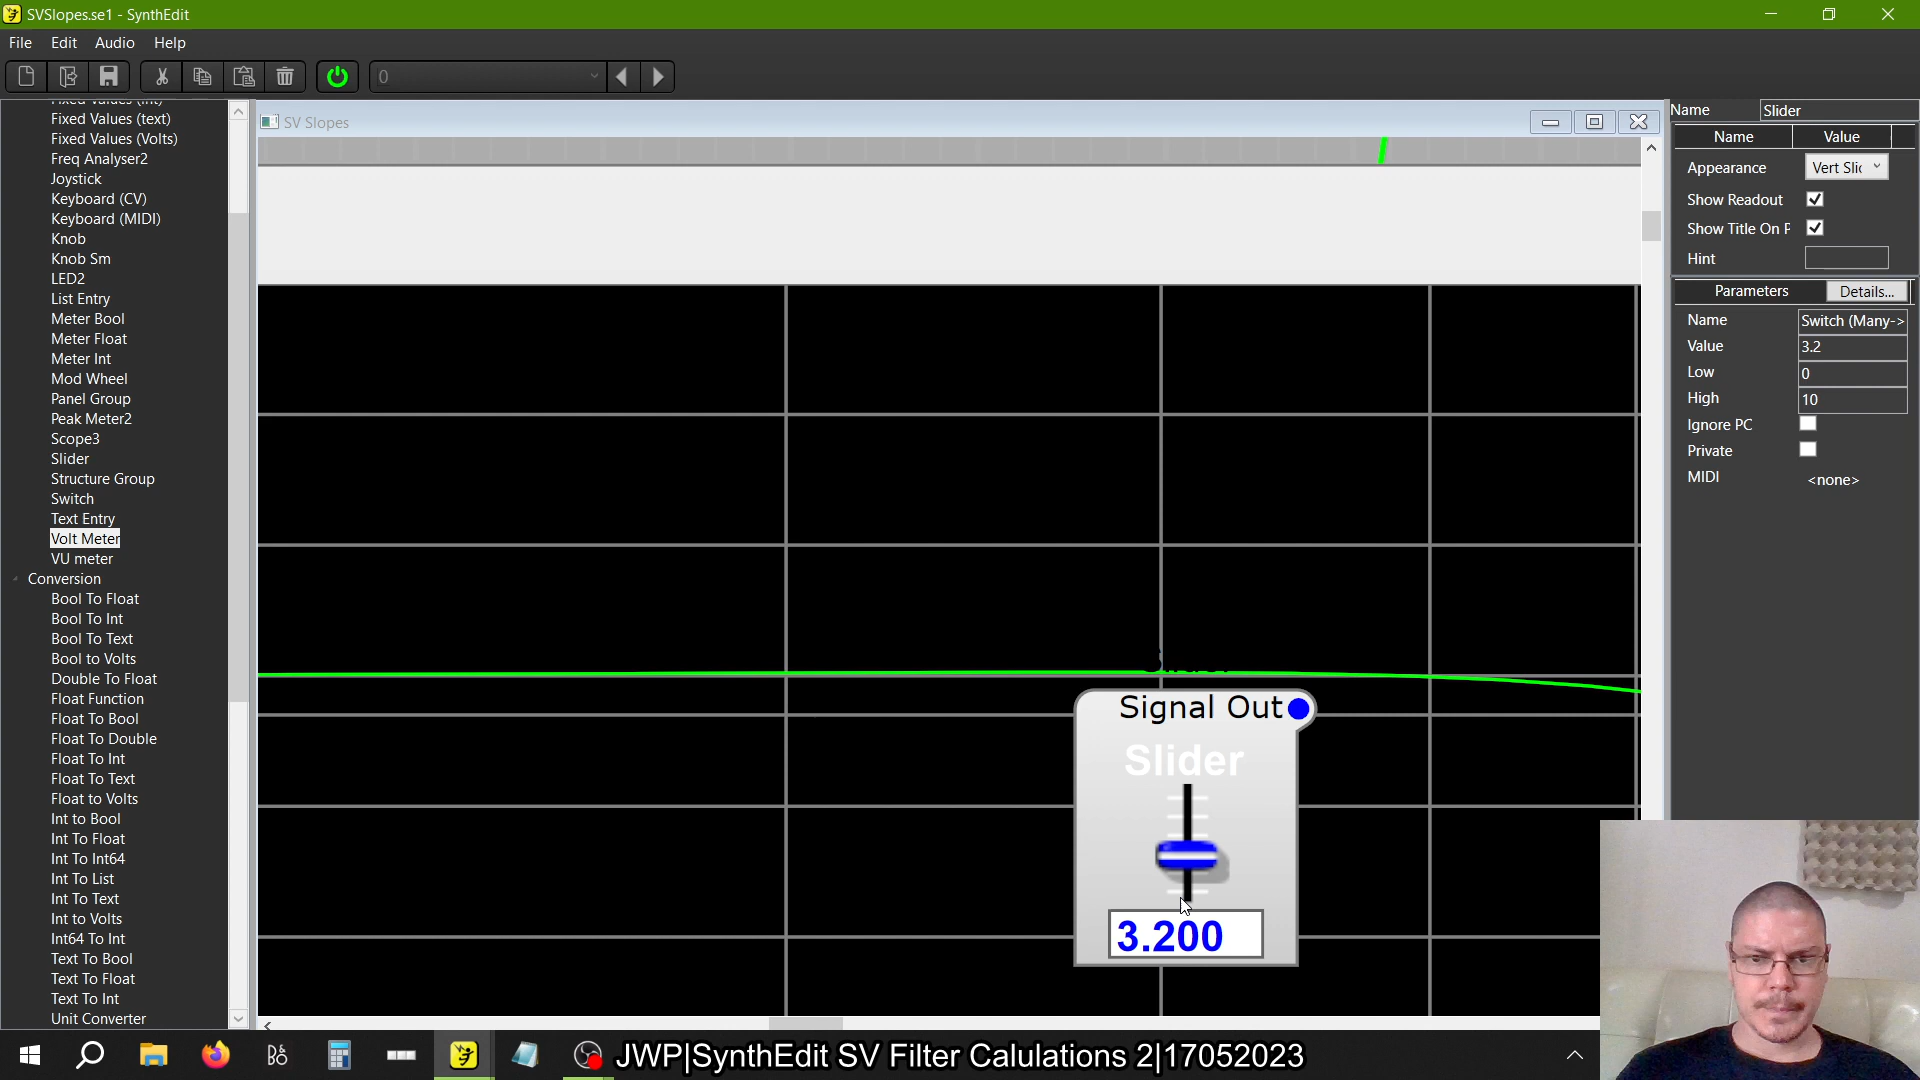 SVSlopes.se1 - SynthEdit
File Edit Audio Help
0
Fixed Values (text)
Fixed Values (Volts)
Freq Analyser2
Joystick
Keyboard (CV)
Keyboard (MIDI)
Knob
Knob Sm
LED2
List Entry
Meter Bool
Meter Float
Meter Int
Mod Wheel
Panel Group
Peak Meter2
Scope3
Slider
Structure Group
Switch
Text Entry
Volt Meter
VU meter
Conversion
Bool To Float
Bool To Int
Bool To Text
Bool to Volts
Double To Float
Float Function
Float To Bool
Float To Double
Float To Int
Float To Text
Float to Volts
Int to Bool
Int To Float
Int To Int64
Int To List
Int To Text
Int to Volts
Int64 To Int
Text To Bool
Text To Float
Text To Int
Unit Converter
SV Slopes
Signal Out
Slider
3.200
Name Slider
Name Value
Appearance Vert Slic
Show Readout
Show Title On P
Hint
Parameters Details...
Name Switch (Many->
Value 3.2
Low 0
High 10
Ignore PC
Private
MIDI <none>
JWP|SynthEdit SV Filter Calulations 2|17052023